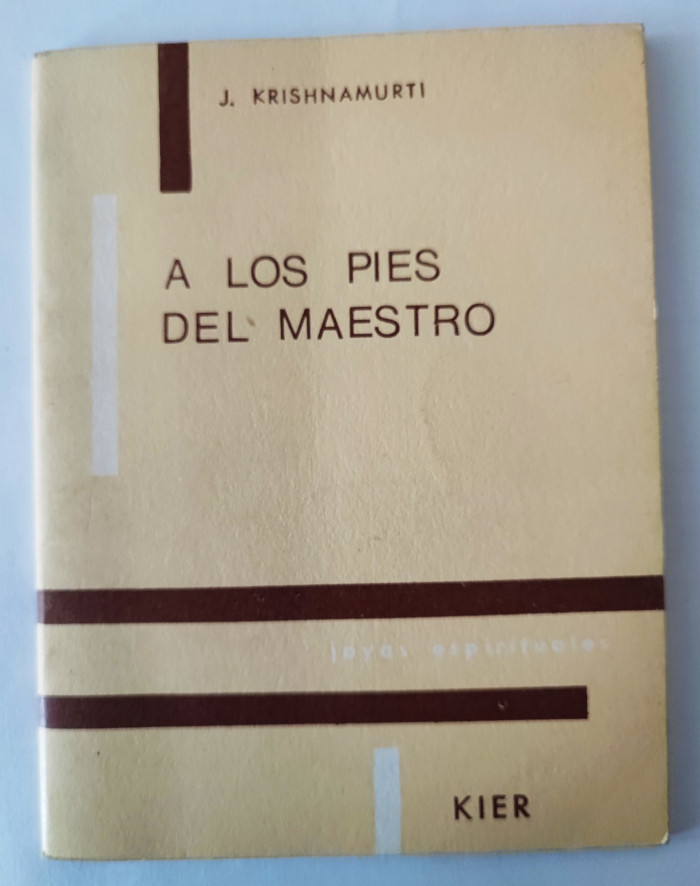 J. KRISHNAMURTI
A LOS PIES
DEL MAESTRO
joyas espirituales
KIER